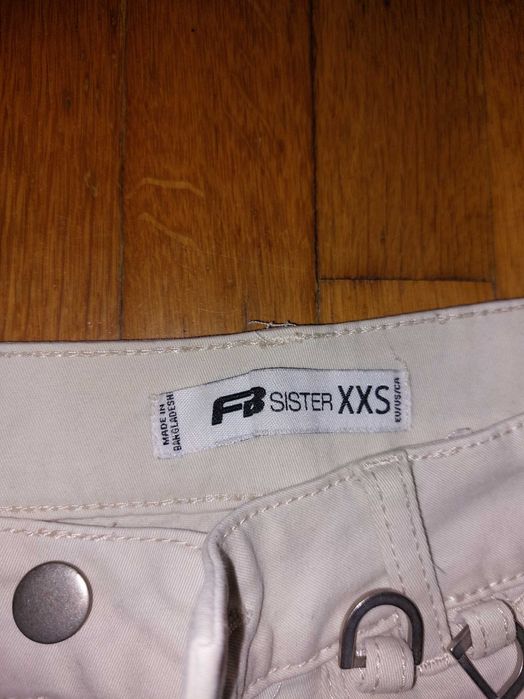 MADE IN
BANGLADESH
FB SISTER XXS
EU/US/CA